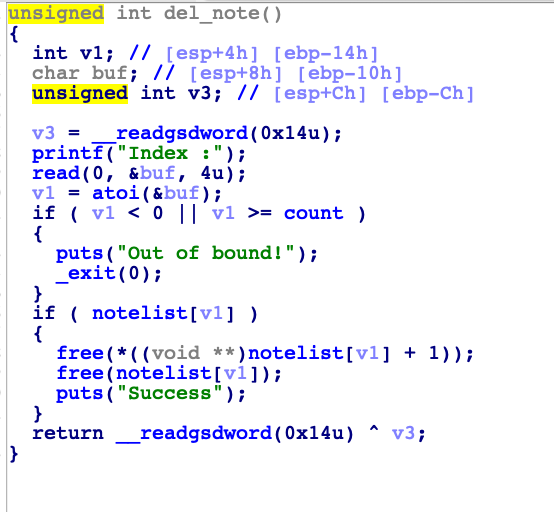 unsigned int del_note()
{
  int v1; // [esp+4h] [ebp-14h]
  char buf; // [esp+8h] [ebp-10h]
  unsigned int v3; // [esp+Ch] [ebp-Ch]

  v3 = __readgsdword(0x14u);
  printf("Index :");
  read(0, &buf, 4u);
  v1 = atoi(&buf);
  if ( v1 < 0 || v1 >= count )
  {
    puts("Out of bound!");
    _exit(0);
  }
  if ( notelist[v1] )
  {
    free(*((void **)notelist[v1] + 1));
    free(notelist[v1]);
    puts("Success");
  }
  return __readgsdword(0x14u) ^ v3;
}